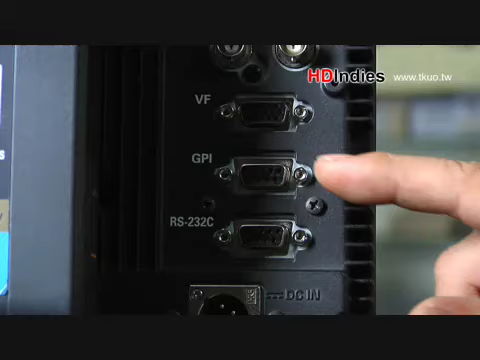 HDIndies www.tkuo.tw
VF
GPI
RS-232C
DC IN